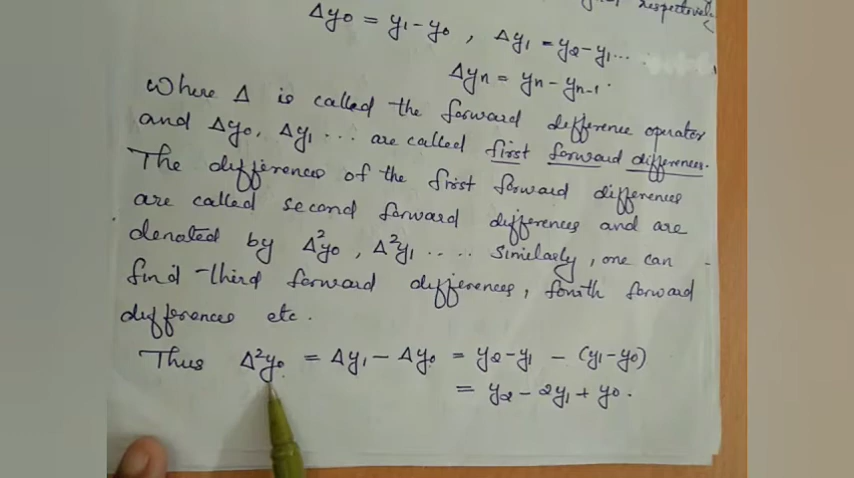 respectively
Δy0 = y1 - y0 , Δy1 = y2 - y1 ...
Δyn = yn - yn-1 .
Where Δ is called the forward difference operator
and Δy0, Δy1 ... are called first forward differences.
The differences of the first forward differences
are called second forward differences and are
denoted by Δ²y0 , Δ²y1 .... Similarly, one can
find third forward differences, fourth forward
differences etc.
Thus Δ²y0 = Δy1 - Δy0 = y2 - y1 - (y1 - y0)
= y2 - 2y1 + y0 .